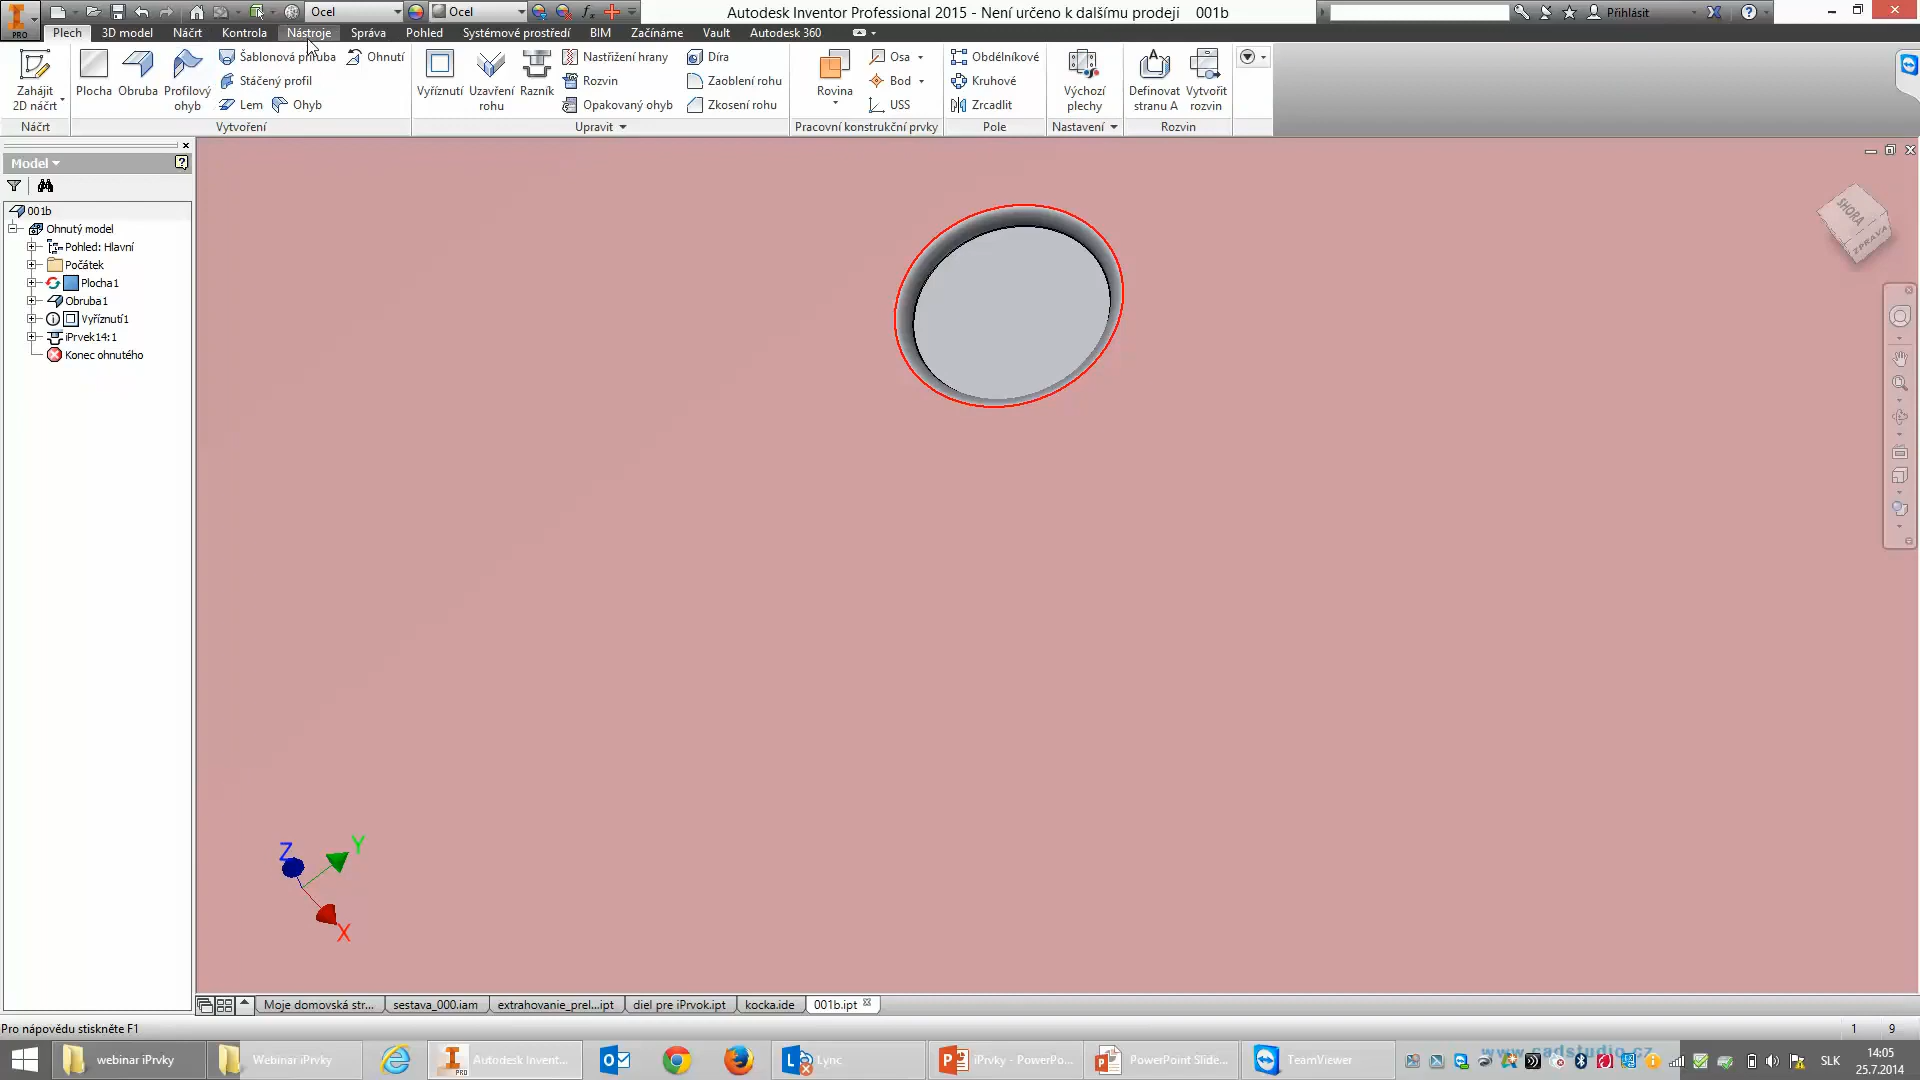 PRO
Ocel
Ocel
Autodesk Inventor Professional 2015 - Není určeno k dalšímu prodeji 001b
Přihlásit
Plech
3D model
Náčrt
Kontrola
Nástroje
Správa
Pohled
Systémové prostředí
BIM
Začínáme
Vault
Autodesk 360
Zahájit
2D náčrt
Plocha
Obruba
Profilový
ohyb
Šablonová příruba
Ohnutí
Stáčený profil
Lem
Ohyb
Vyříznutí
Uzavření
rohu
Razník
Nastřižení hrany
Rozvin
Opakovaný ohyb
Díra
Zaoblení rohu
Zkosení rohu
Rovina
Osa
Bod
USS
Obdélníkové
Kruhové
Zrcadlit
Výchozí
plechy
Definovat
stranu A
Vytvořit
rozvin
Náčrt
Vytvoření
Upravit
Pracovní konstrukční prvky
Pole
Nastavení
Rozvin
Model
001b
Ohnutý model
Pohled: Hlavní
Počátek
Plocha1
Obruba1
Vyříznutí1
iPrvek14:1
Konec ohnutého
SHORA
ZPRAVA
Z
Y
X
Moje domovská str...
sestava_000.iam
extrahovanie_prel...ipt
diel pre iPrvok.ipt
kocka.ide
001b.ipt
Pro nápovědu stiskněte F1
1 9
webinar iPrvky
Webinar iPrvky
Autodesk Invent...
Lync
iPrvky - PowerPo...
PowerPoint Slide...
TeamViewer
www.cadstudio.cz
SLK
14:05
25.7.2014